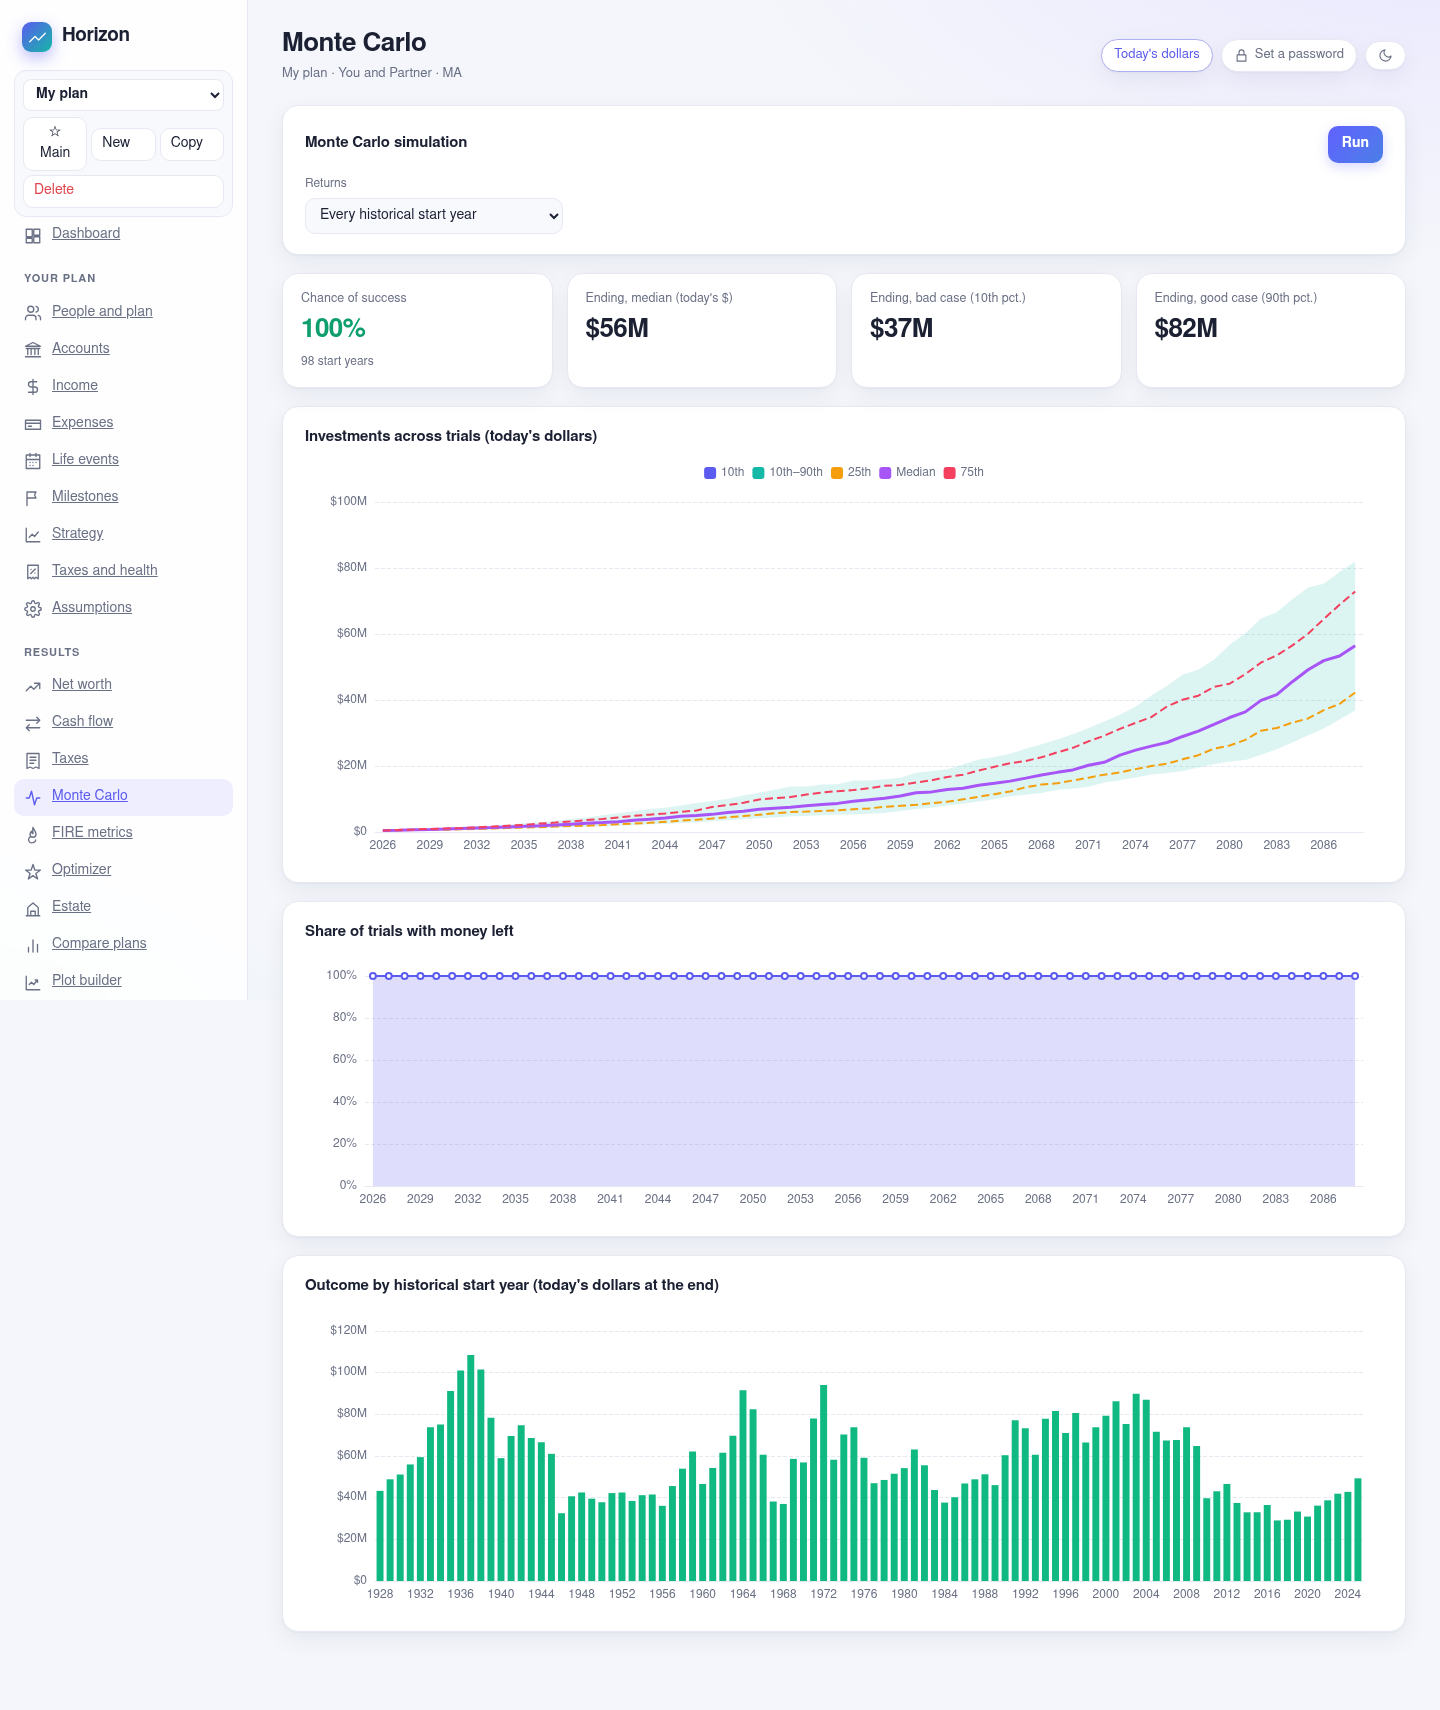 Horizon
My plan
☆ Main
New
Copy
Delete
Dashboard
YOUR PLAN
People and plan
Accounts
Income
Expenses
Life events
Milestones
Strategy
Taxes and health
Assumptions
RESULTS
Net worth
Cash flow
Taxes
Monte Carlo
FIRE metrics
Optimizer
Estate
Compare plans
Plot builder
Monte Carlo
My plan · You and Partner · MA
Today's dollars
Set a password
Monte Carlo simulation
Run
Returns
Every historical start year
Chance of success
100%
98 start years
Ending, median (today's $)
$56M
Ending, bad case (10th pct.)
$37M
Ending, good case (90th pct.)
$82M
Investments across trials (today's dollars)
10th 10th–90th 25th Median 75th
$100M
$80M
$60M
$40M
$20M
$0
2026 2029 2032 2035 2038 2041 2044 2047 2050 2053 2056 2059 2062 2065 2068 2071 2074 2077 2080 2083 2086
Share of trials with money left
100%
80%
60%
40%
20%
0%
2026 2029 2032 2035 2038 2041 2044 2047 2050 2053 2056 2059 2062 2065 2068 2071 2074 2077 2080 2083 2086
Outcome by historical start year (today's dollars at the end)
$120M
$100M
$80M
$60M
$40M
$20M
$0
1928 1932 1936 1940 1944 1948 1952 1956 1960 1964 1968 1972 1976 1980 1984 1988 1992 1996 2000 2004 2008 2012 2016 2020 2024